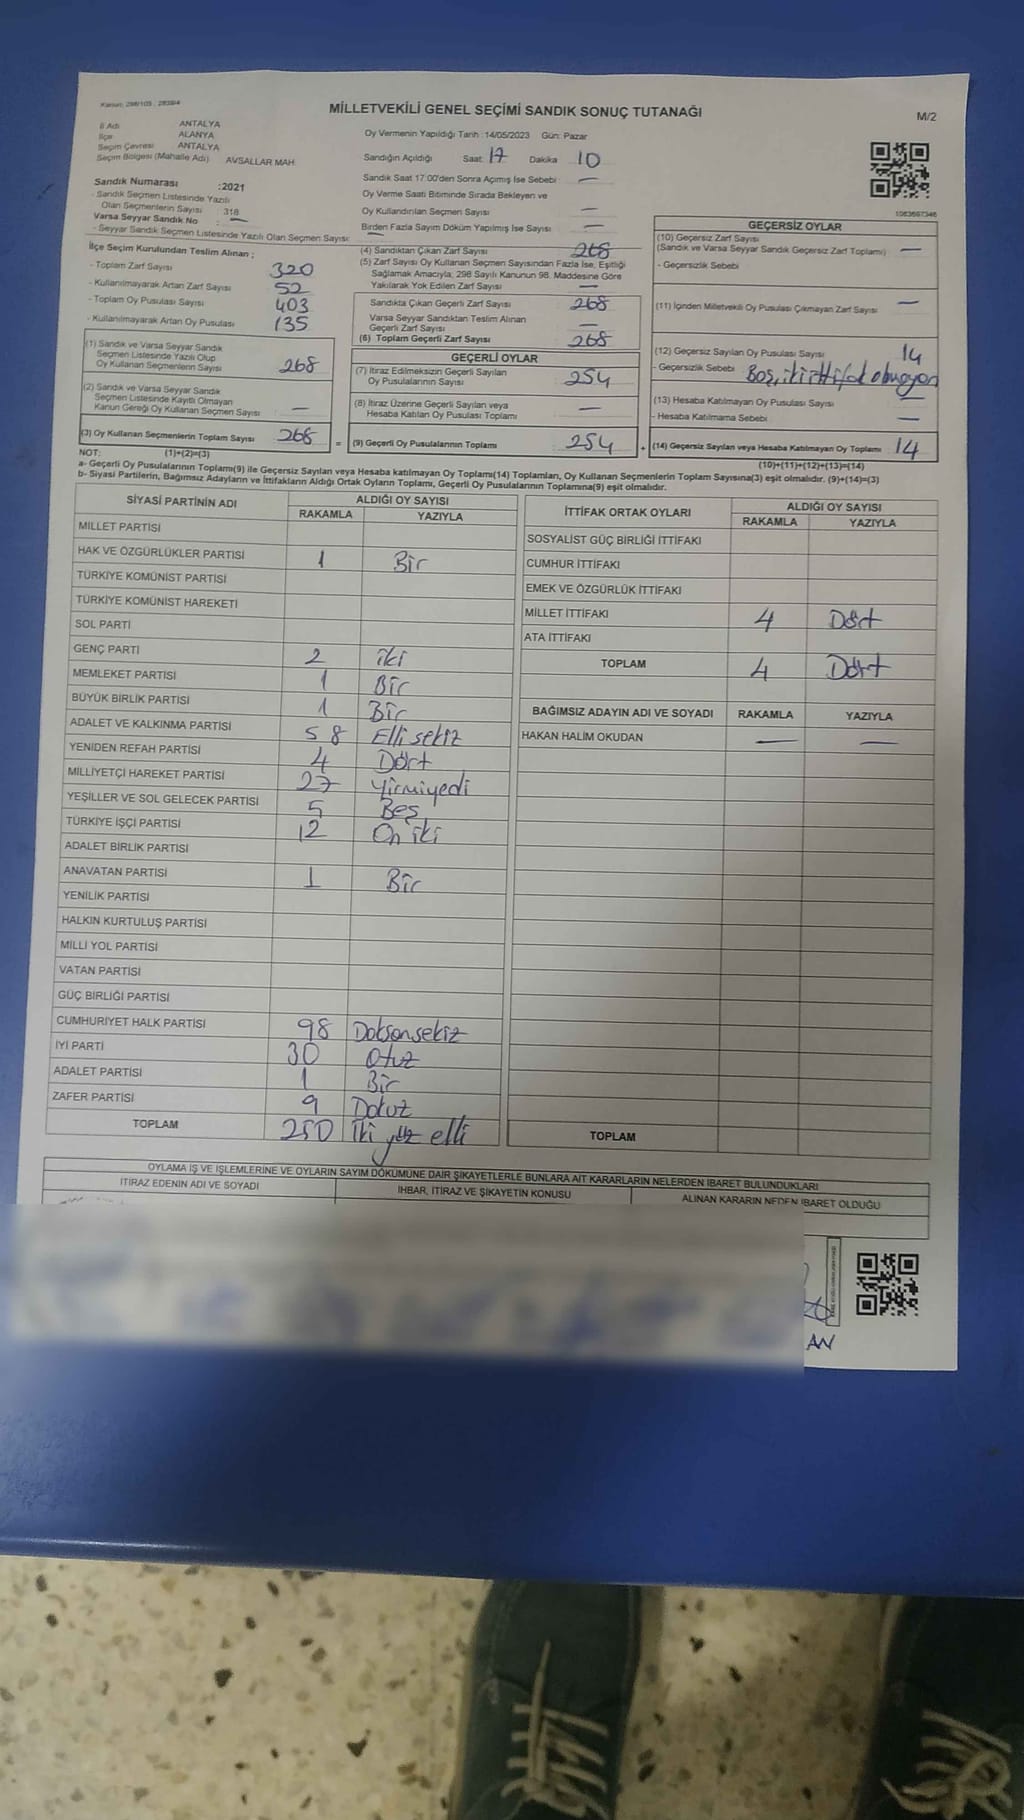 Kanun: 298/105 , 2839/4
MİLLETVEKİLİ GENEL SEÇİMİ SANDIK SONUÇ TUTANAĞI
M/2
İl Adı ANTALYA
İlçe ALANYA
Seçim Çevresi ANTALYA
Seçim Bölgesi (Mahalle Adı) AVSALLAR MAH
Oy Vermenin Yapıldığı Tarih :14/05/2023 Gün: Pazar
Sandığın Açıldığı Saat 17 Dakika 10
Sandık Saat 17:00'den Sonra Açımış İse Sebebi : —
Oy Verme Saati Bitiminde Sırada Bekleyen ve
Oy Kullandırılan Seçmen Sayısı —
Birden Fazla Sayım Döküm Yapılmış İse Sayısı —
Sandık Numarası :2021
- Sandık Seçmen Listesinde Yazılı
Olan Seçmenlerin Sayısı : 318
Varsa Seyyar Sandık No : —
- Seyyar Sandık Seçmen Listesinde Yazılı Olan Seçmen Sayısı: —
İlçe Seçim Kurulundan Teslim Alınan ;
- Toplam Zarf Sayısı 320
- Kullanılmayarak Artan Zarf Sayısı 52
- Toplam Oy Pusulası Sayısı 403
- Kullanılmayarak Artan Oy Pusulası 135
(1) Sandık ve Varsa Seyyar Sandık
Seçmen Listesinde Yazılı Olup
Oy Kullanan Seçmenlerin Sayısı 268
(2) Sandık ve Varsa Seyyar Sandık
Seçmen Listesinde Kayıtlı Olmayan
Kanun Gereği Oy Kullanan Seçmen Sayısı —
(3) Oy Kullanan Seçmenlerin Toplam Sayısı 268 =
(4) Sandıktan Çıkan Zarf Sayısı 268
(5) Zarf Sayısı Oy Kullanan Seçmen Sayısından Fazla İse, Eşitliği
Sağlamak Amacıyla, 298 Sayılı Kanunun 98. Maddesine Göre
Yakılarak Yok Edilen Zarf Sayısı —
Sandıkta Çıkan Geçerli Zarf Sayısı 268
Varsa Seyyar Sandıktan Teslim Alınan
Geçerli Zarf Sayısı —
(6) Toplam Geçerli Zarf Sayısı 268
GEÇERLİ OYLAR
(7) İtiraz Edilmeksizin Geçerli Sayılan
Oy Pusulalarının Sayısı 254
(8) İtiraz Üzerine Geçerli Sayılan veya
Hesaba Katılan Oy Pusulası Toplamı —
(9) Geçerli Oy Pusulalarının Toplamı 254 +
1063697346
GEÇERSİZ OYLAR
(10) Geçersiz Zarf Sayısı
(Sandık ve Varsa Seyyar Sandık Geçersiz Zarf Toplamı) —
- Geçersizlik Sebebi
(11) İçinden Milletvekili Oy Pusulası Çıkmayan Zarf Sayısı —
(12) Geçersiz Sayılan Oy Pusulası Sayısı 14
- Geçersizlik Sebebi Boş, iki ittifak
(13) Hesaba Katılmayan Oy Pusulası Sayısı —
- Hesaba Katılmama Sebebi —
(14) Geçersiz Sayılan veya Hesaba Katılmayan Oy Toplamı 14
NOT: (1)+(2)=(3)
(10)+(11)+(12)+(13)=(14)
a- Geçerli Oy Pusulalarının Toplamı(9) ile Geçersiz Sayılan veya Hesaba katılmayan Oy Toplamı(14) Toplamları, Oy Kullanan Seçmenlerin Toplam Sayısına(3) eşit olmalıdır. (9)+(14)=(3)
b- Siyasi Partilerin, Bağımsız Adayların ve İttifakların Aldığı Ortak Oyların Toplamı, Geçerli Oy Pusulalarının Toplamına(9) eşit olmalıdır.
SİYASİ PARTİNİN ADI ALDIĞI OY SAYISI
RAKAMLA YAZIYLA
MİLLET PARTİSİ
HAK VE ÖZGÜRLÜKLER PARTİSİ 1 Bir
TÜRKİYE KOMÜNİST PARTİSİ
TÜRKİYE KOMÜNİST HAREKETİ
SOL PARTİ
GENÇ PARTİ 2 iki
MEMLEKET PARTİSİ 1 Bir
BÜYÜK BİRLİK PARTİSİ 1 Bir
ADALET VE KALKINMA PARTİSİ 58 Elli sekiz
YENİDEN REFAH PARTİSİ 4 Dört
MİLLİYETÇİ HAREKET PARTİSİ 27 Yirmiyedi
YEŞİLLER VE SOL GELECEK PARTİSİ 5 Beş
TÜRKİYE İŞÇİ PARTİSİ 12 On iki
ADALET BİRLİK PARTİSİ
ANAVATAN PARTİSİ 1 Bir
YENİLİK PARTİSİ
HALKIN KURTULUŞ PARTİSİ
MİLLİ YOL PARTİSİ
VATAN PARTİSİ
GÜÇ BİRLİĞİ PARTİSİ
CUMHURİYET HALK PARTİSİ 98 Doksansekiz
İYİ PARTİ 30 Otuz
ADALET PARTİSİ 1 Bir
ZAFER PARTİSİ 9 Dokuz
TOPLAM 250 İki yüz elli
İTTİFAK ORTAK OYLARI ALDIĞI OY SAYISI
RAKAMLA YAZIYLA
SOSYALİST GÜÇ BİRLİĞİ İTTİFAKI
CUMHUR İTTİFAKI
EMEK VE ÖZGÜRLÜK İTTİFAKI
MİLLET İTTİFAKI 4 Dört
ATA İTTİFAKI
TOPLAM 4 Dört
BAĞIMSIZ ADAYIN ADI VE SOYADI RAKAMLA YAZIYLA
HAKAN HALİM OKUDAN — —
TOPLAM
OYLAMA İŞ VE İŞLEMLERİNE VE OYLARIN SAYIM DÖKÜMÜNE DAİR ŞİKAYETLERLE BUNLARA AİT KARARLARIN NELERDEN İBARET BULUNDUKLARI
İTİRAZ EDENİN ADI VE SOYADI İHBAR, İTİRAZ VE ŞİKAYETİN KONUSU ALINAN KARARIN NEDEN İBARET OLDUĞU
AN